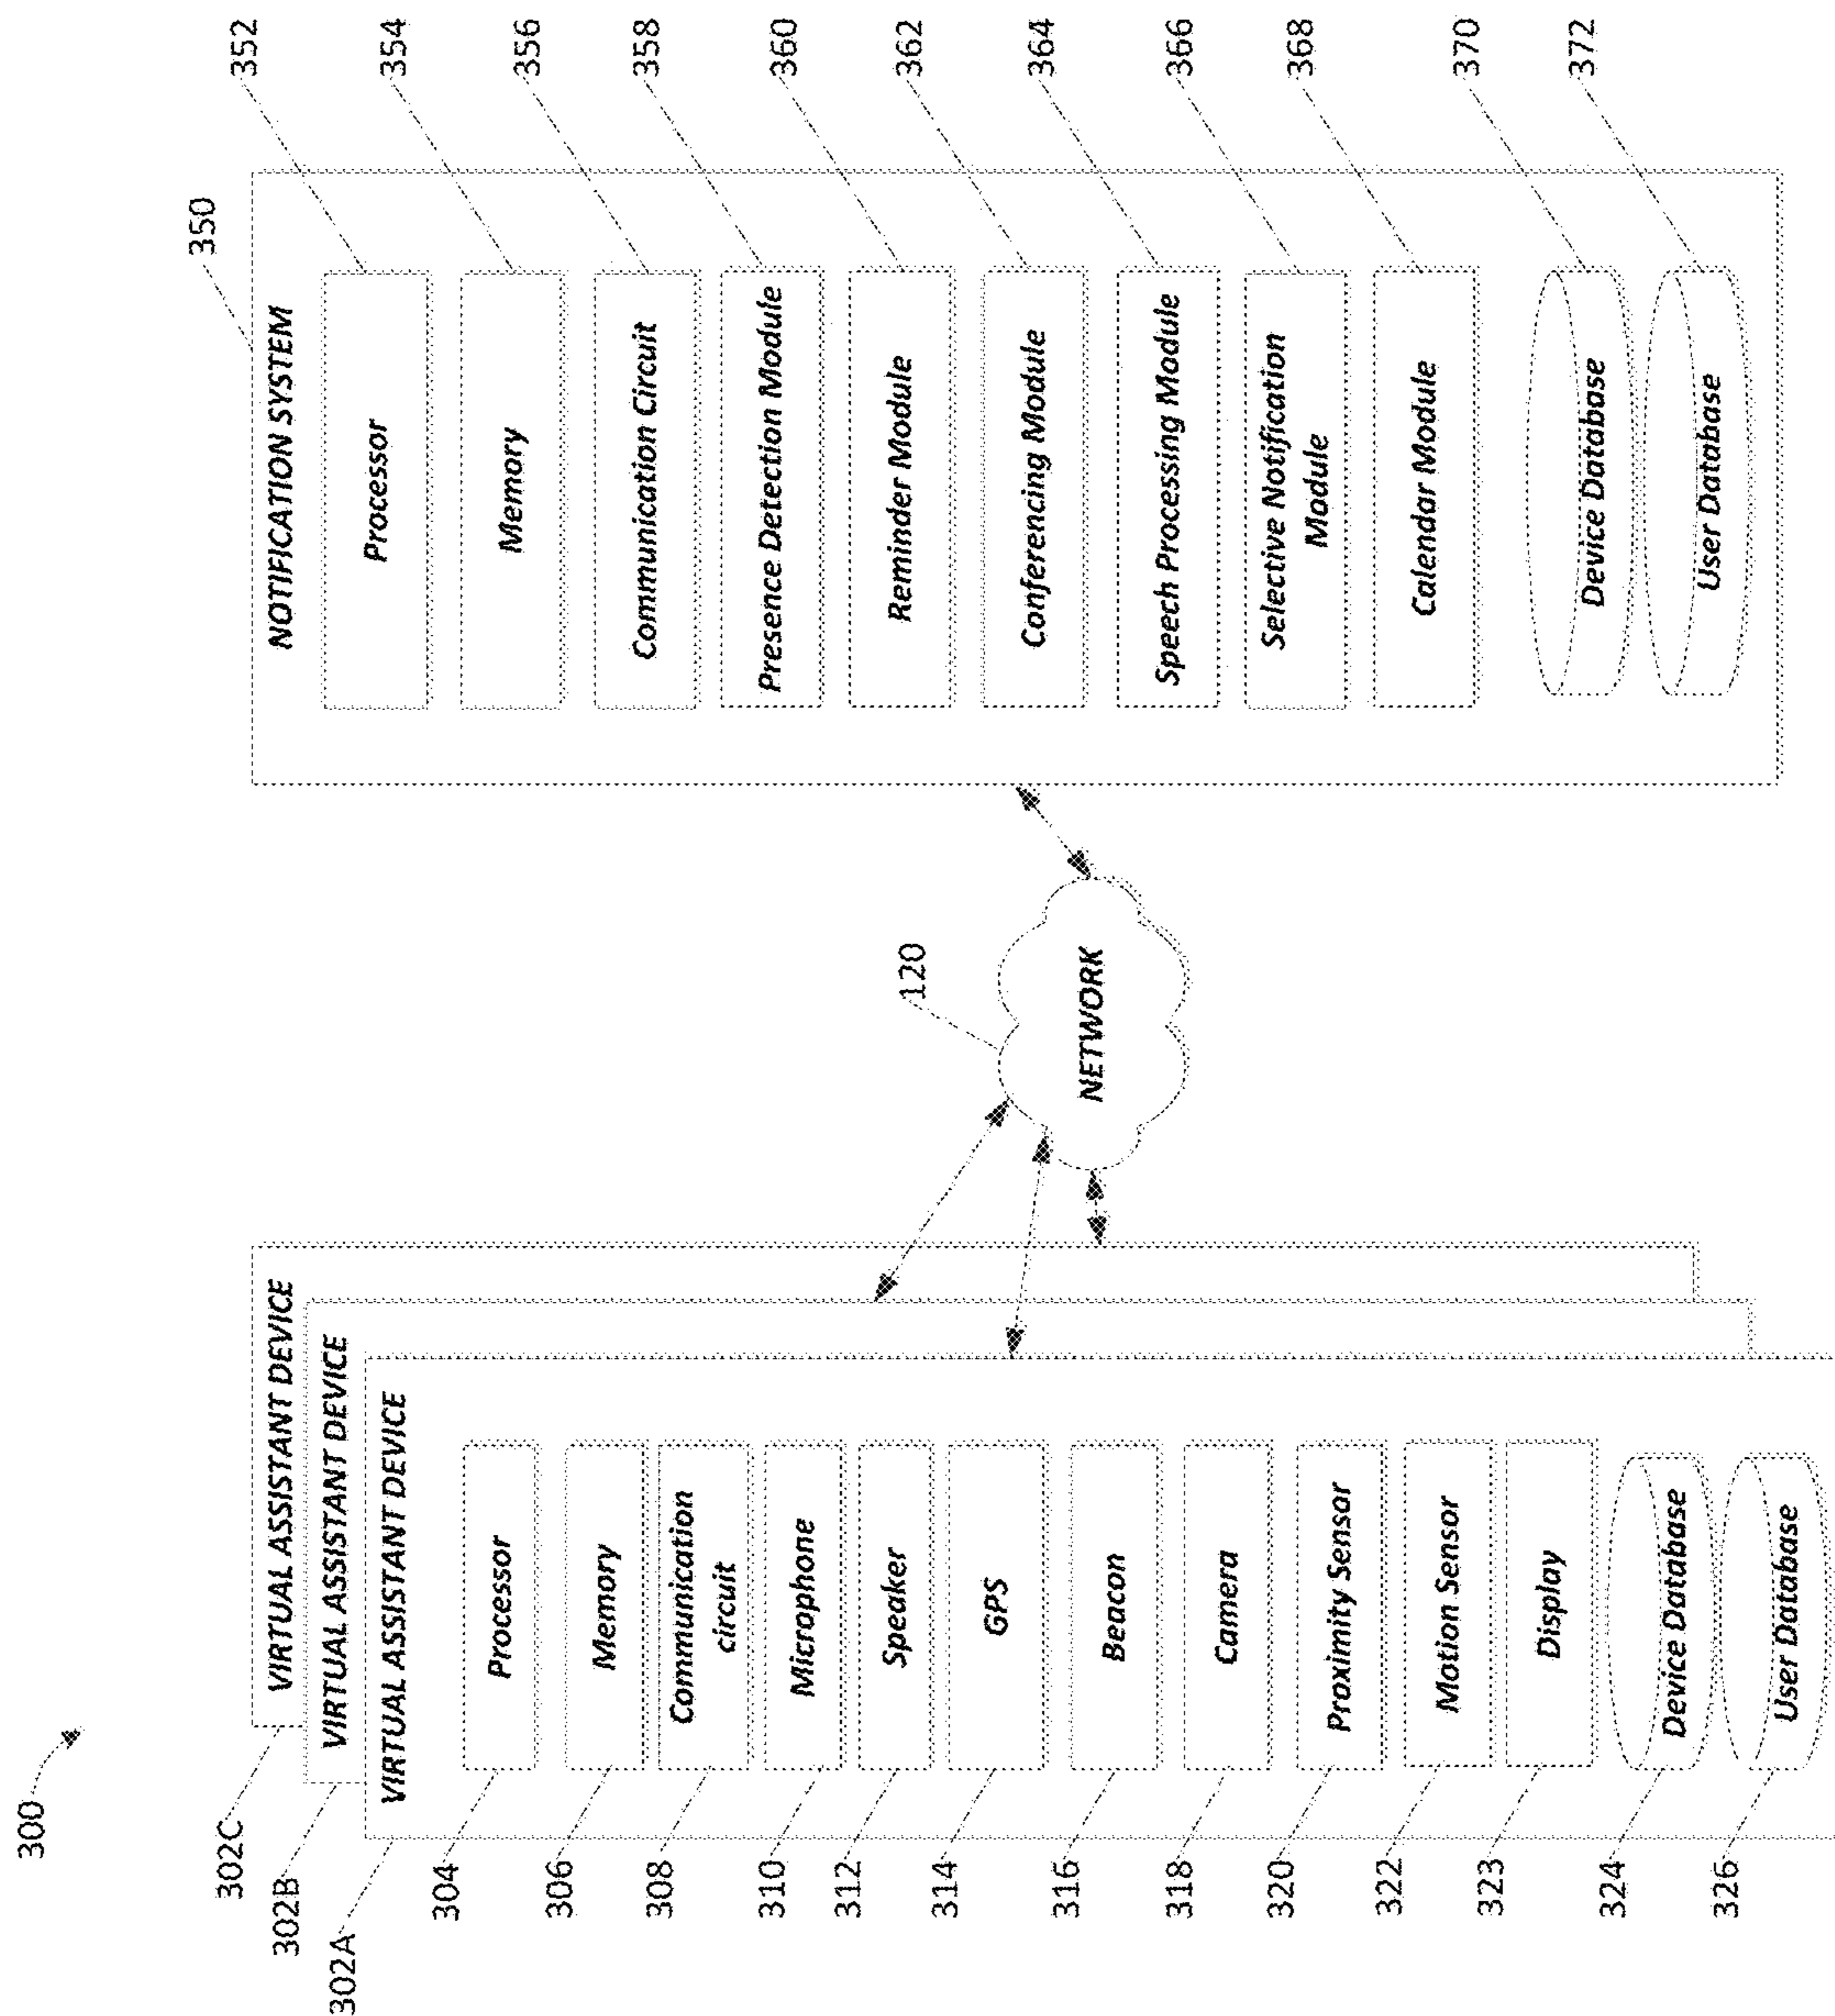 300
302C
302B
302A
VIRTUAL ASSISTANT DEVICE
VIRTUAL ASSISTANT DEVICE
VIRTUAL ASSISTANT DEVICE
304
Processor
306
Memory
308
Communication
circuit
310
Microphone
312
Speaker
314
GPS
316
Beacon
318
Camera
320
Proximity Sensor
322
Motion Sensor
323
Display
324
Device Database
326
User Database
120
NETWORK
350
NOTIFICATION SYSTEM
Processor
352
Memory
354
Communication Circuit
356
Presence Detection Module
358
Reminder Module
360
Conferencing Module
362
Speech Processing Module
364
Selective Notification
Module
366
Calendar Module
368
Device Database
370
User Database
372